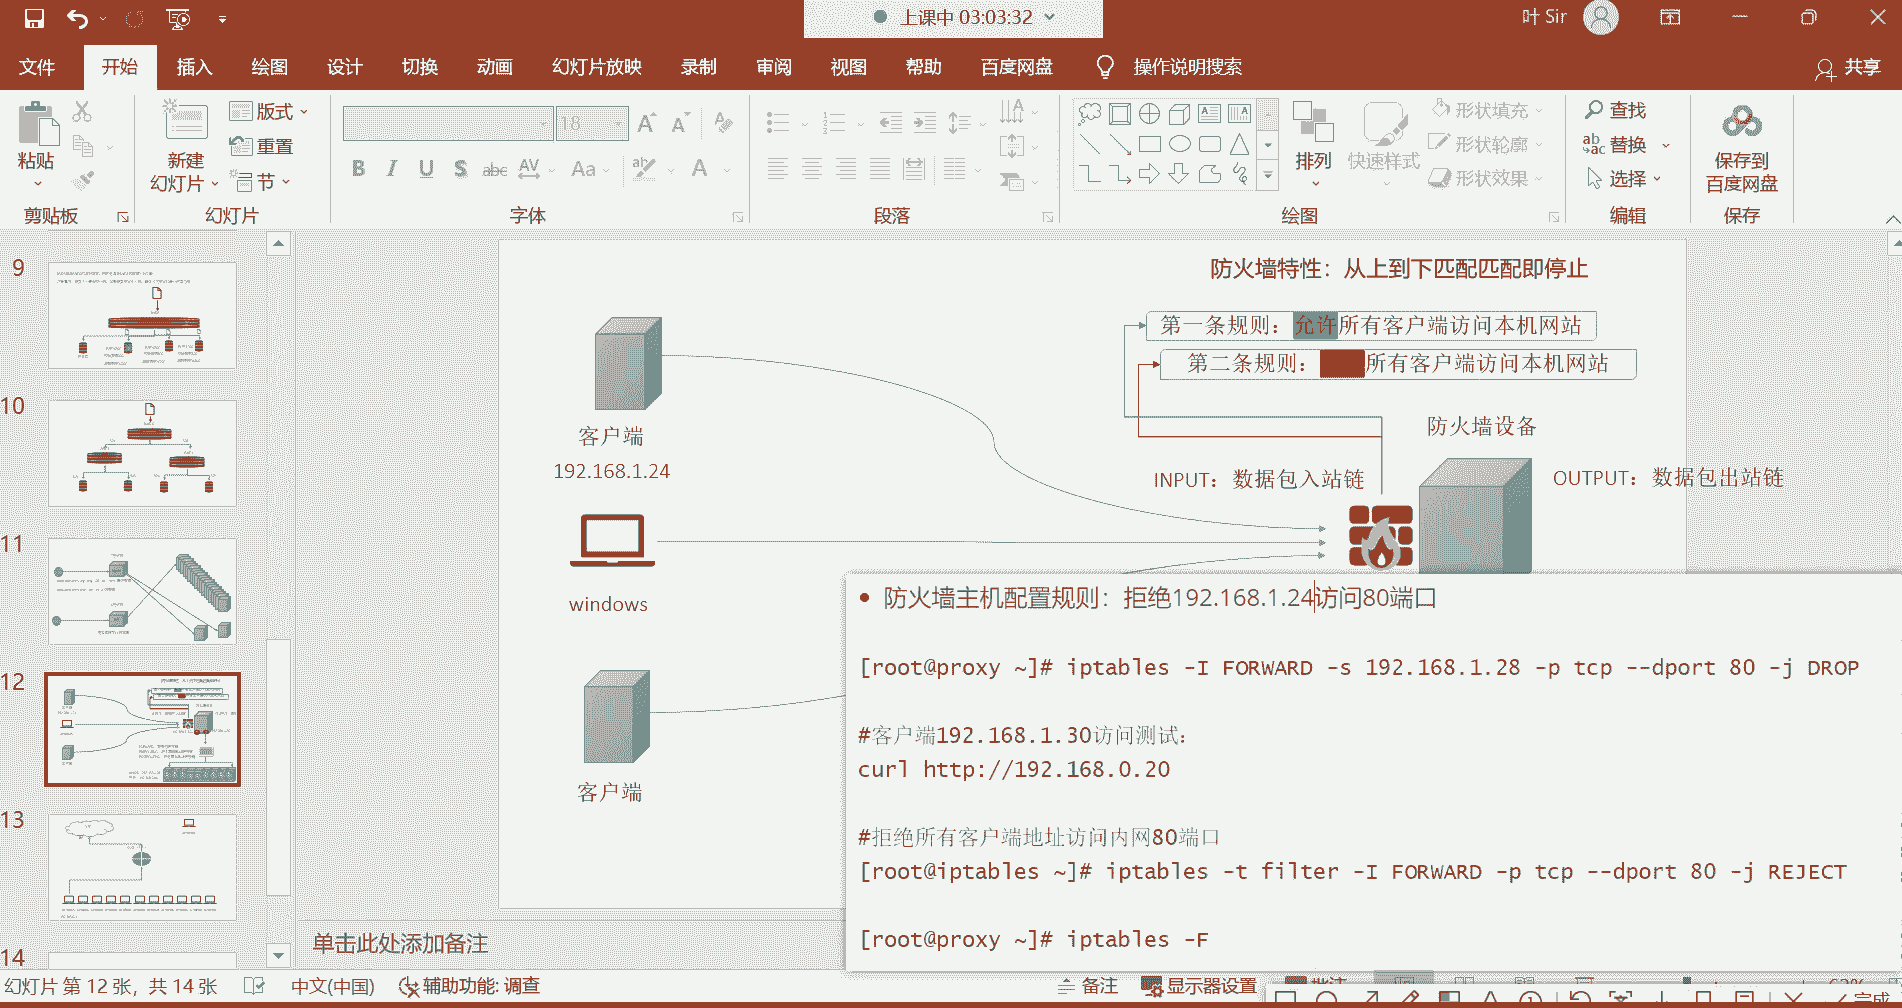 上课中 03:03:32
叶 Sir
文件 开始 插入 绘图 设计 切换 动画 幻灯片放映 录制 审阅 视图 帮助 百度网盘 操作说明搜索 共享
粘贴
剪贴板
新建
幻灯片
版式
重置
节
幻灯片
18
字体
段落
排列
快速样式
形状填充
形状轮廓
形状效果
绘图
查找
替换
选择
编辑
保存到
百度网盘
保存
9
10
11
12
13
14
防火墙特性：从上到下匹配匹配即停止
第一条规则：允许所有客户端访问本机网站
第二条规则：
所有客户端访问本机网站
防火墙设备
INPUT：数据包入站链
OUTPUT：数据包出站链
客户端
192.168.1.24
windows
客户端
• 防火墙主机配置规则：拒绝192.168.1.24访问80端口
[root@proxy ~]# iptables -I FORWARD -s 192.168.1.28 -p tcp --dport 80 -j DROP
#客户端192.168.1.30访问测试：
curl http://192.168.0.20
#拒绝所有客户端地址访问内网80端口
[root@iptables ~]# iptables -t filter -I FORWARD -p tcp --dport 80 -j REJECT
[root@proxy ~]# iptables -F
单击此处添加备注
幻灯片 第 12 张，共 14 张 中文(中国) 辅助功能: 调查 备注 显示器设置
完成